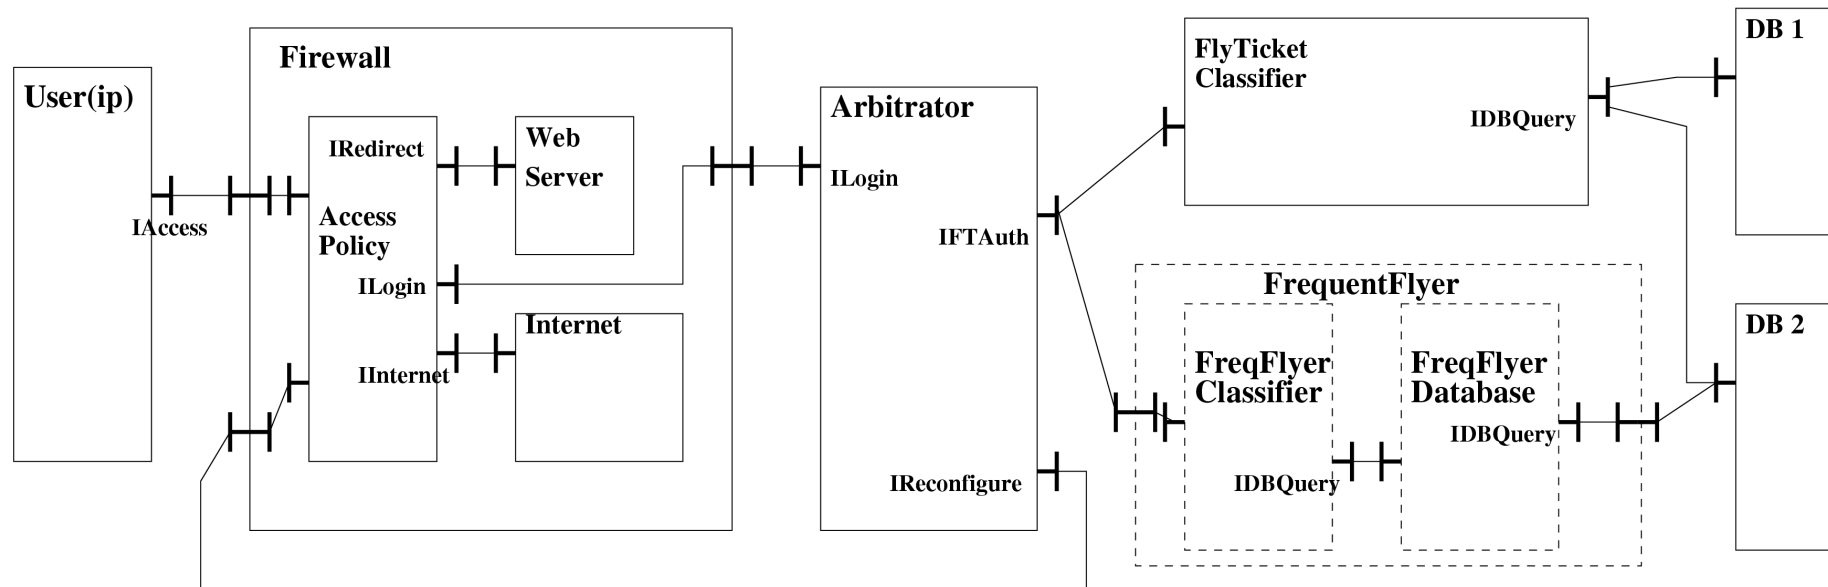 User(ip)
IAccess
Firewall
IRedirect
Access
Policy
ILogin
IInternet
Web
Server
Internet
Arbitrator
ILogin
IFTAuth
IReconfigure
FlyTicket
Classifier
IDBQuery
FrequentFlyer
FreqFlyer
Classifier
IDBQuery
FreqFlyer
Database
IDBQuery
DB 1
DB 2